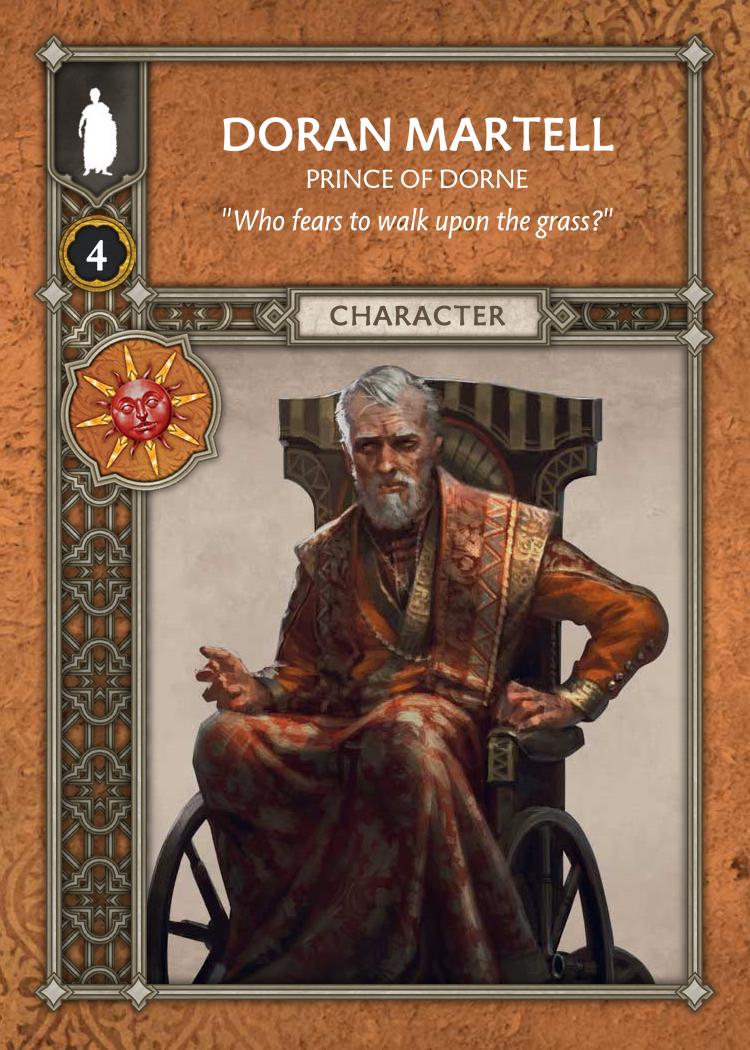 DORAN MARTELL
PRINCE OF DORNE
"Who fears to walk upon the grass?"
4
CHARACTER